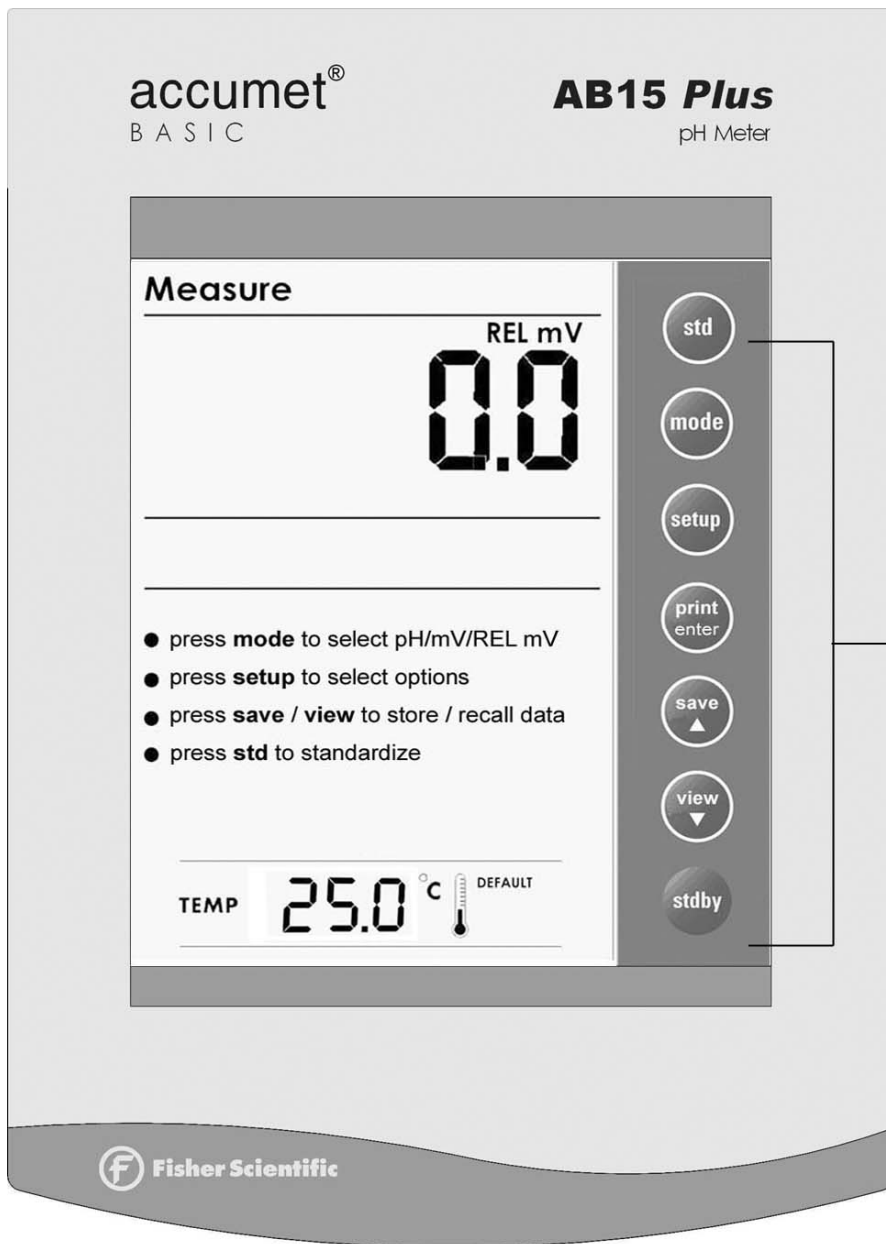 accumet®
BASIC
AB15 Plus
pH Meter
Measure
REL mV
0.0
● press mode to select pH/mV/REL mV
● press setup to select options
● press save / view to store / recall data
● press std to standardize
TEMP 25.0 °C DEFAULT
std
mode
setup
print
enter
save
▲
view
▼
stdby
F Fisher Scientific